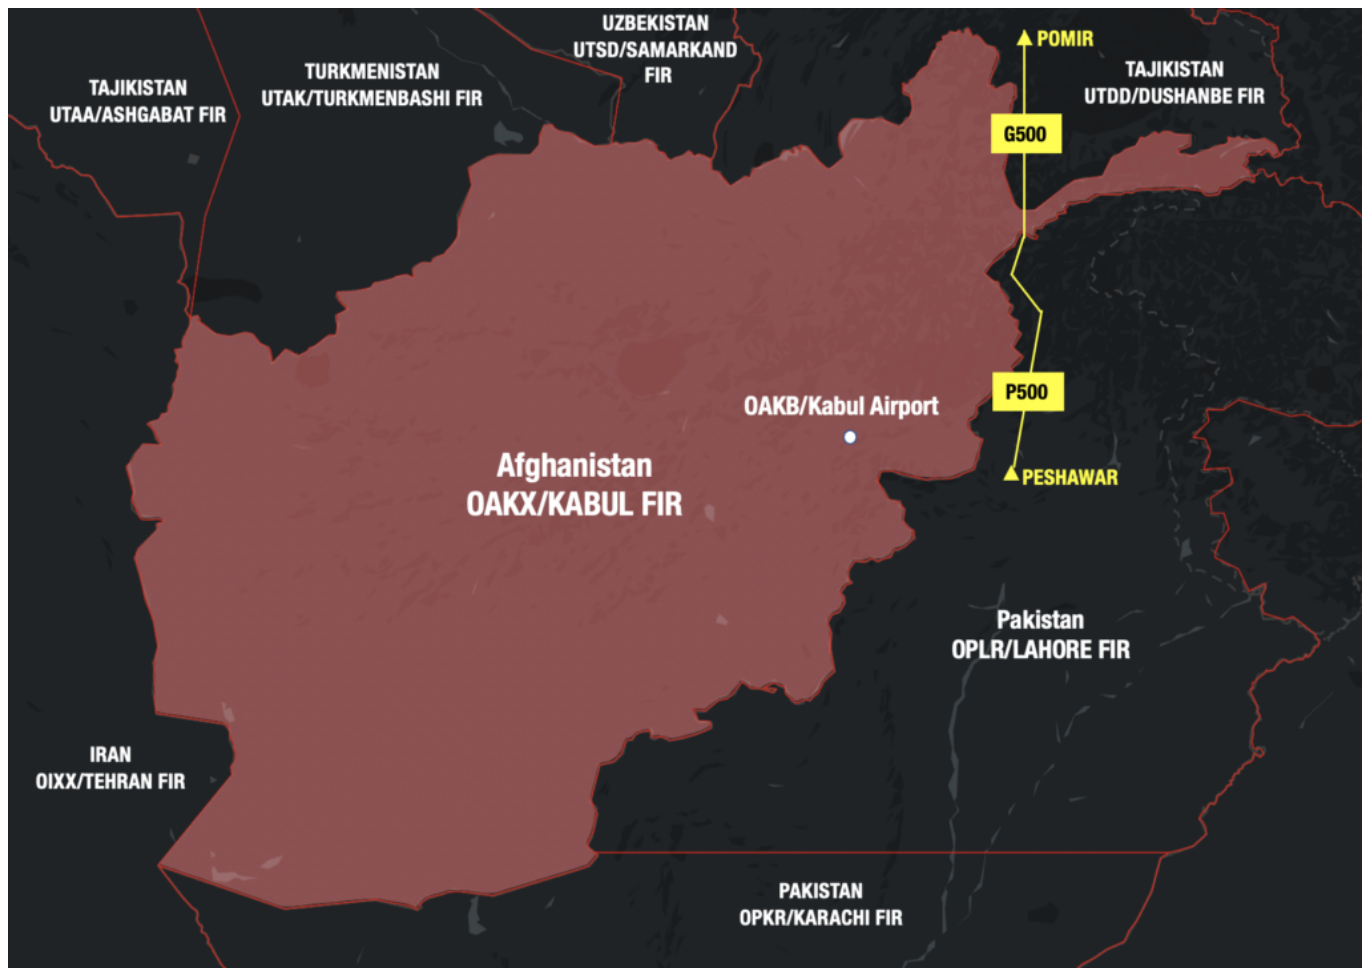 UZBEKISTAN
UTSD/SAMARKAND
FIR
POMIR
TAJIKISTAN
UTAA/ASHGABAT FIR
TURKMENISTAN
UTAK/TURKMENBASHI FIR
TAJIKISTAN
UTDD/DUSHANBE FIR
G500
P500
OAKB/Kabul Airport
Afghanistan
OAKX/KABUL FIR
PESHAWAR
Pakistan
OPLR/LAHORE FIR
IRAN
OIXX/TEHRAN FIR
PAKISTAN
OPKR/KARACHI FIR